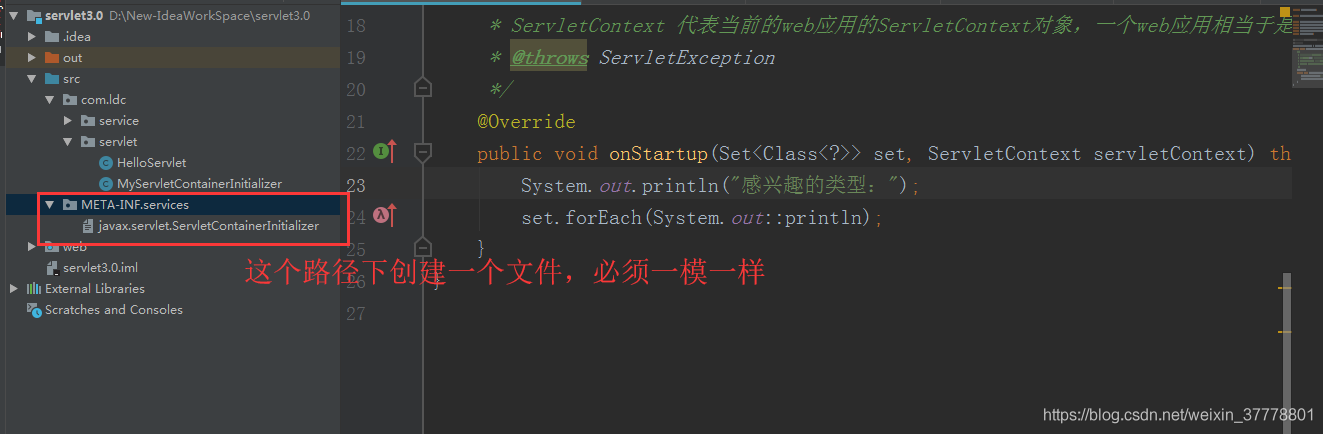 servlet3.0 D:\New-IdeaWorkSpace\servlet3.0
.idea
out
src
com.ldc
service
servlet
HelloServlet
MyServletContainerInitializer
META-INF.services
javax.servlet.ServletContainerInitializer
web
servlet3.0.iml
External Libraries
Scratches and Consoles
18 * ServletContext 代表当前的web应用的ServletContext对象，一个web应用相当于是
19 * @throws ServletException
20 */
21 @Override
22 public void onStartup(Set<Class<?>> set, ServletContext servletContext) th
23 System.out.println("感兴趣的类型：");
24 set.forEach(System.out::println);
25 }
26 }
27
这个路径下创建一个文件，必须一模一样
https://blog.csdn.net/weixin_37778801